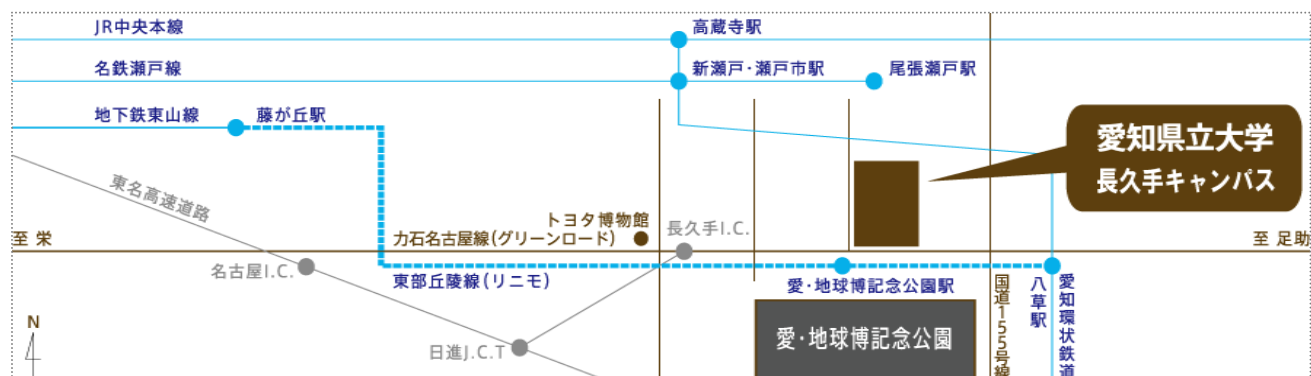 JR中央本線
高蔵寺駅
名鉄瀬戸線
新瀬戸・瀬戸市駅
尾張瀬戸駅
地下鉄東山線
藤が丘駅
愛知県立大学
長久手キャンパス
東名高速道路
トヨタ博物館
長久手I.C.
至 栄
力石名古屋線(グリーンロード)
至 足助
名古屋I.C.
東部丘陵線(リニモ)
愛・地球博記念公園駅
国道155号線
八草駅
愛知環状鉄道
N
愛・地球博記念公園
日進J.C.T